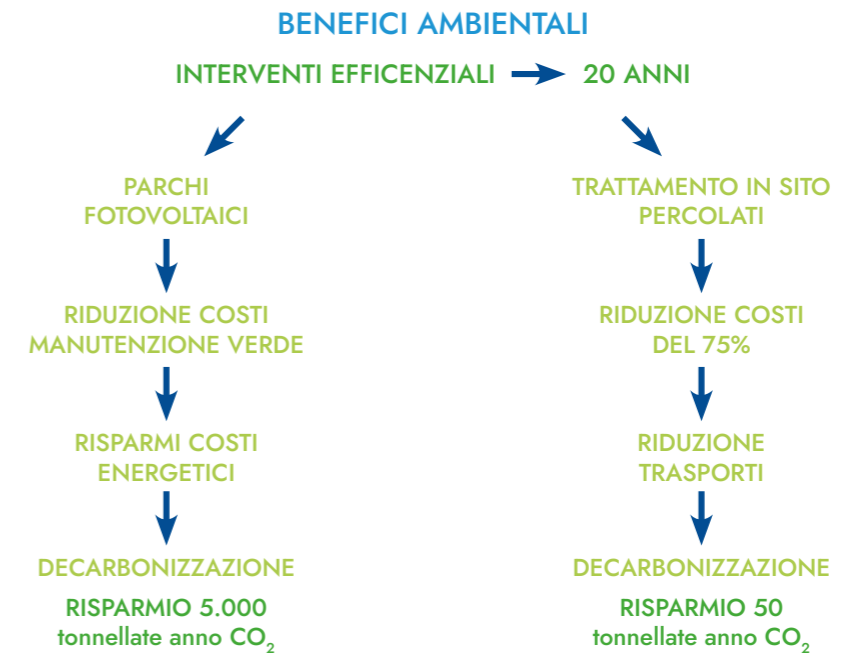 BENEFICI AMBIENTALI
INTERVENTI EFFICENZIALI 20 ANNI
PARCHI
FOTOVOLTAICI
RIDUZIONE COSTI
MANUTENZIONE VERDE
RISPARMI COSTI
ENERGETICI
DECARBONIZZAZIONE
RISPARMIO 5.000
tonnellate anno CO₂
TRATTAMENTO IN SITO
PERCOLATI
RIDUZIONE COSTI
DEL 75%
RIDUZIONE
TRASPORTI
DECARBONIZZAZIONE
RISPARMIO 50
tonnellate anno CO₂